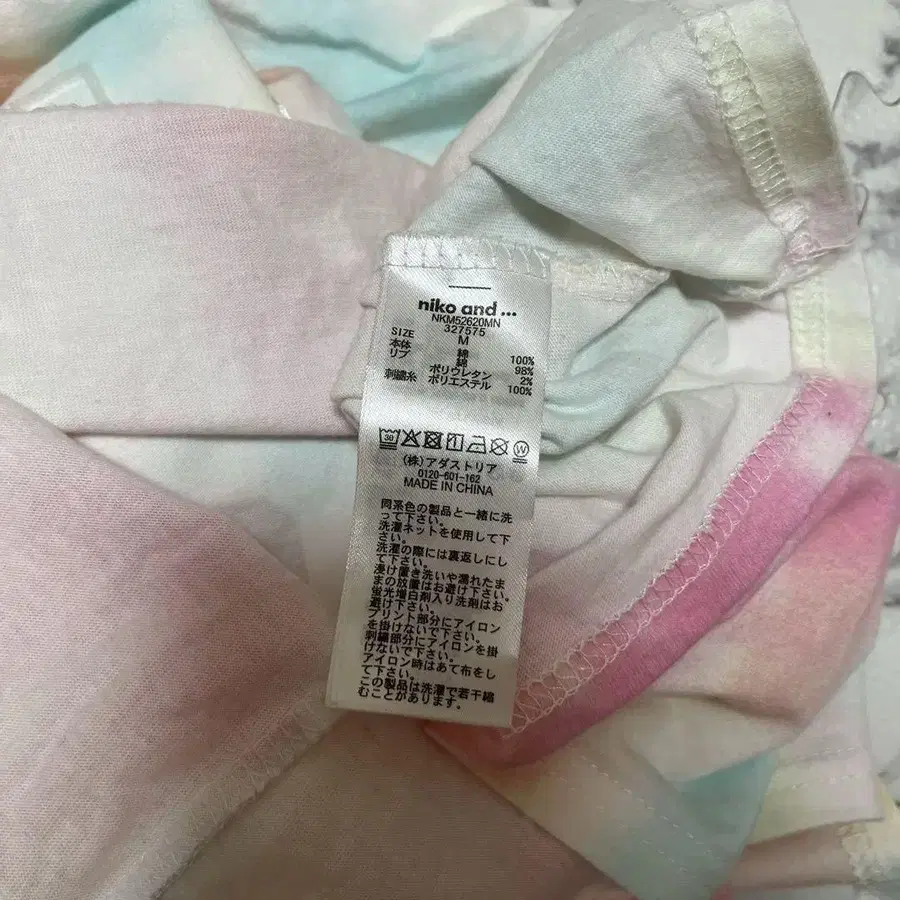 niko and ...
NKM52620MN
327575
SIZE M
本体 綿 100%
リブ 綿 98%
ポリウレタン 2%
刺繍糸 ポリエステル 100%
30
W
(株)アダストリア
0120-601-162
MADE IN CHINA
同系色の製品と一緒に洗
って下さい。
洗濯ネットを使用して下
さい。
洗濯の際には裏返しにし
て下さい。
浸け置き洗いや濡れたま
まの放置はお避け下さい。
蛍光増白剤入り洗剤はお
避け下さい。
プリント部分にアイロン
を掛けないで下さい。
刺繍部分にアイロンを掛
けないで下さい。
アイロン時はあて布をし
て下さい。
この製品は洗濯で若干縮
むことがあります。